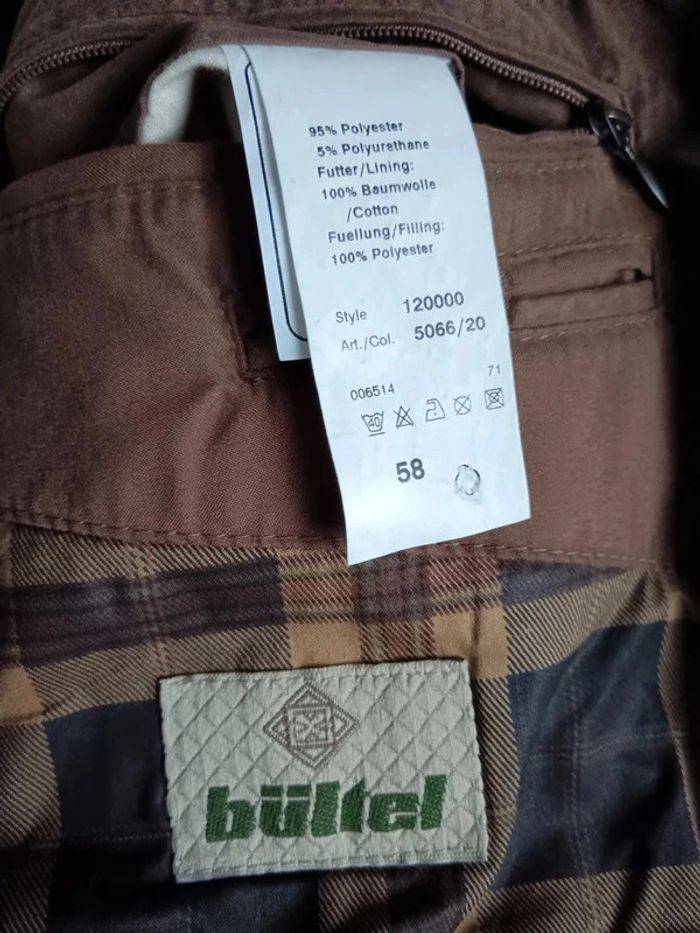 95% Polyester
5% Polyurethane
Futter/Lining:
100% Baumwolle
/Cotton
Fuellung/Filling:
100% Polyester
Style 120000
Art./Col. 5066/20
006514 71
40
58
bültel